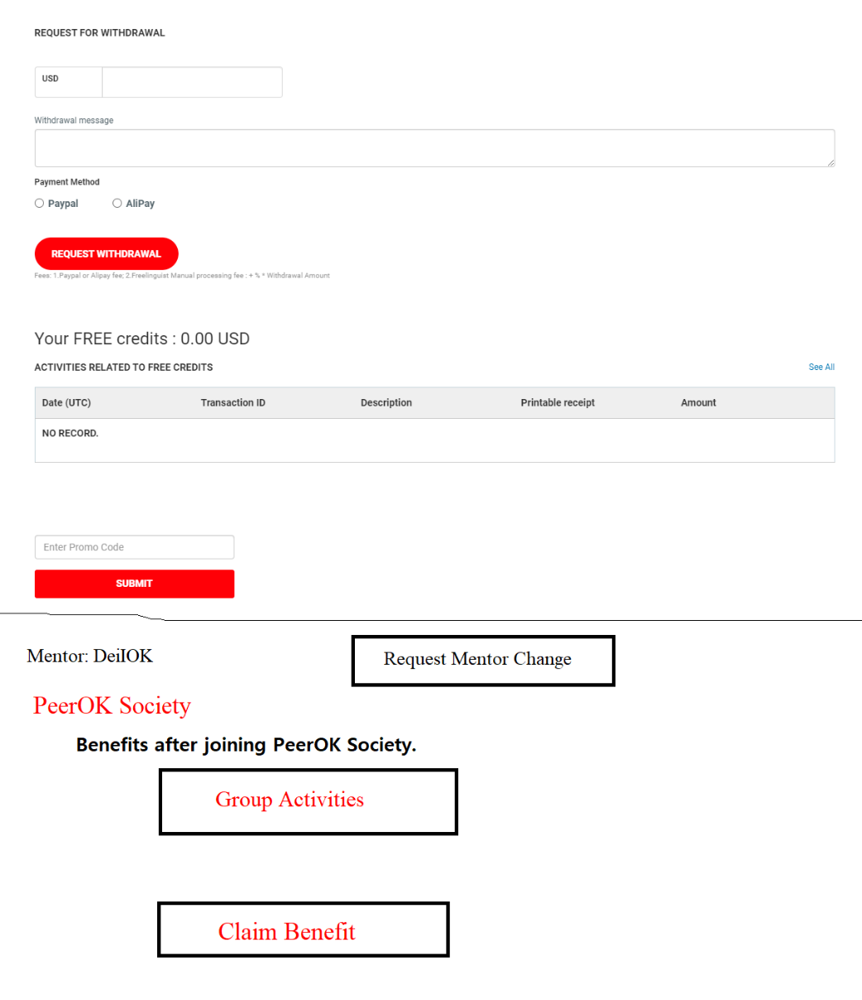 REQUEST FOR WITHDRAWAL
USD
Withdrawal message
Payment Method
Paypal AliPay
REQUEST WITHDRAWAL
Fees: 1.Paypal or Alipay fee; 2.Freelinguist Manual processing fee : + % * Withdrawal Amount
Your FREE credits : 0.00 USD
ACTIVITIES RELATED TO FREE CREDITS See All
Date (UTC) Transaction ID Description Printable receipt Amount
NO RECORD.
Enter Promo Code
SUBMIT
Mentor: DeiIOK Request Mentor Change
PeerOK Society
Benefits after joining PeerOK Society.
Group Activities
Claim Benefit